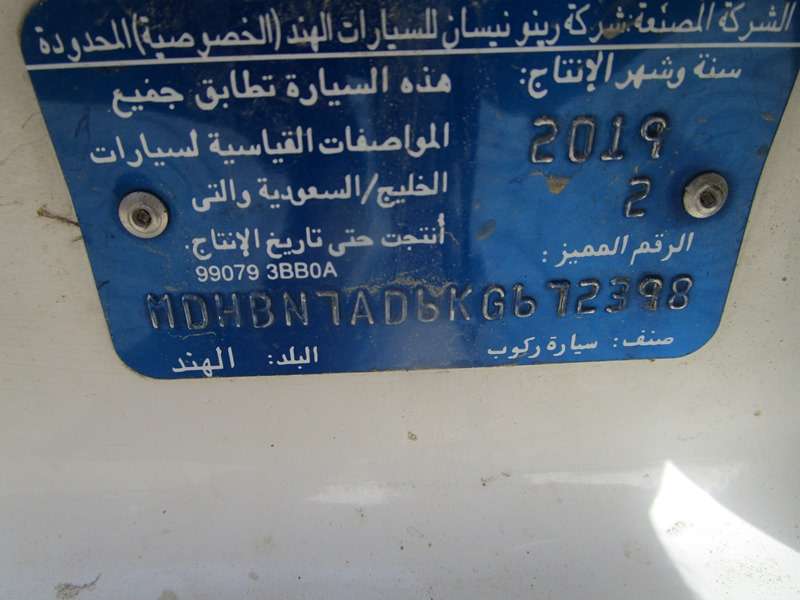 الشركة المصنعة: شركة رينو نيسان للسيارات الهند (الخصوصية) المحدودة
سنة وشهر الإنتاج:
2019
2
الرقم المميز:
هذه السيارة تطابق جميع
المواصفات القياسية لسيارات
الخليج/السعودية والتى
أنتجت حتى تاريخ الإنتاج.
99079 3BB0A
MDHBN7AD6KG672398
صنف: سيارة ركوب
البلد: الهند